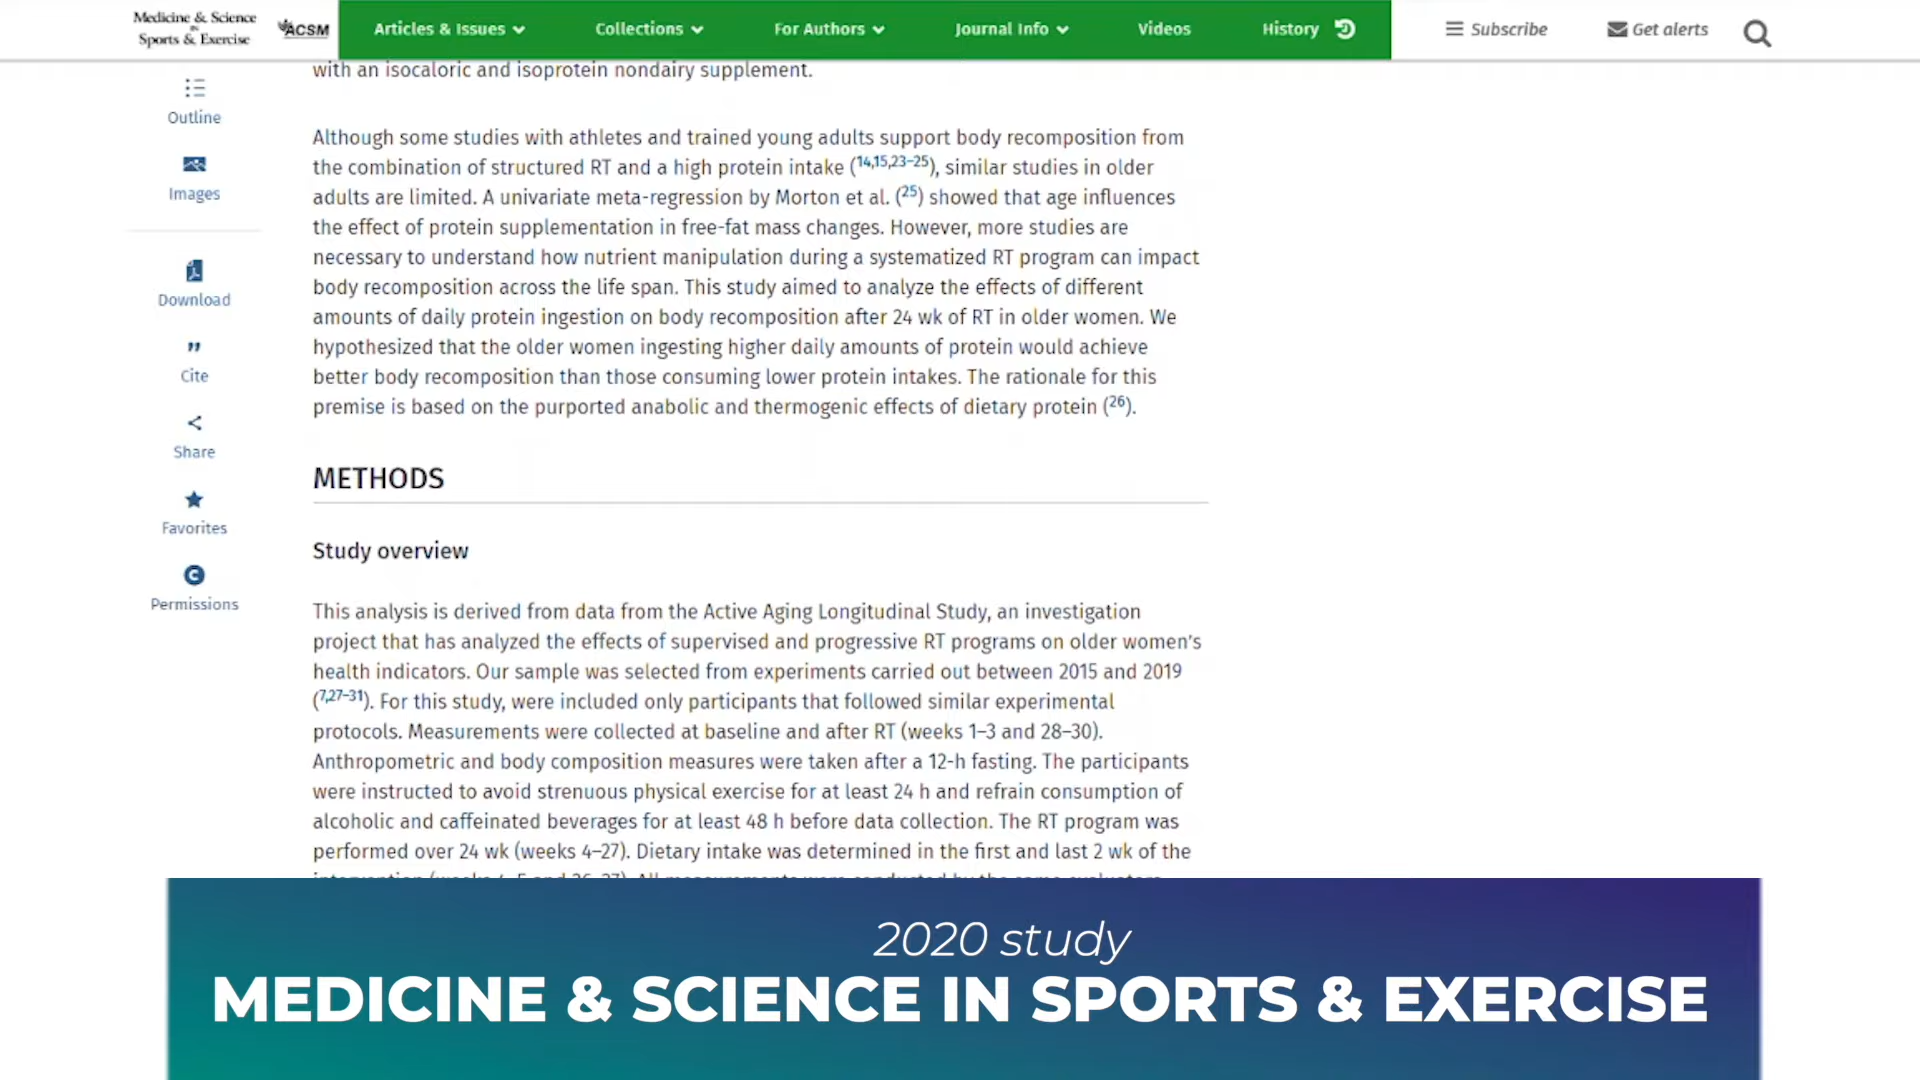 Medicine & Science
in
Sports & Exercise
ACSM
Articles & Issues
Collections
For Authors
Journal Info
Videos
History
Subscribe
Get alerts
Outline
Images
Download
Cite
Share
Favorites
Permissions
with an isocaloric and isoprotein nondairy supplement.
Although some studies with athletes and trained young adults support body recomposition from
the combination of structured RT and a high protein intake (14,15,23–25), similar studies in older
adults are limited. A univariate meta-regression by Morton et al. (25) showed that age influences
the effect of protein supplementation in free-fat mass changes. However, more studies are
necessary to understand how nutrient manipulation during a systematized RT program can impact
body recomposition across the life span. This study aimed to analyze the effects of different
amounts of daily protein ingestion on body recomposition after 24 wk of RT in older women. We
hypothesized that the older women ingesting higher daily amounts of protein would achieve
better body recomposition than those consuming lower protein intakes. The rationale for this
premise is based on the purported anabolic and thermogenic effects of dietary protein (26).
METHODS
Study overview
This analysis is derived from data from the Active Aging Longitudinal Study, an investigation
project that has analyzed the effects of supervised and progressive RT programs on older women's
health indicators. Our sample was selected from experiments carried out between 2015 and 2019
(7,27–31). For this study, were included only participants that followed similar experimental
protocols. Measurements were collected at baseline and after RT (weeks 1–3 and 28–30).
Anthropometric and body composition measures were taken after a 12-h fasting. The participants
were instructed to avoid strenuous physical exercise for at least 24 h and refrain consumption of
alcoholic and caffeinated beverages for at least 48 h before data collection. The RT program was
performed over 24 wk (weeks 4–27). Dietary intake was determined in the first and last 2 wk of the
2020 study
MEDICINE & SCIENCE IN SPORTS & EXERCISE